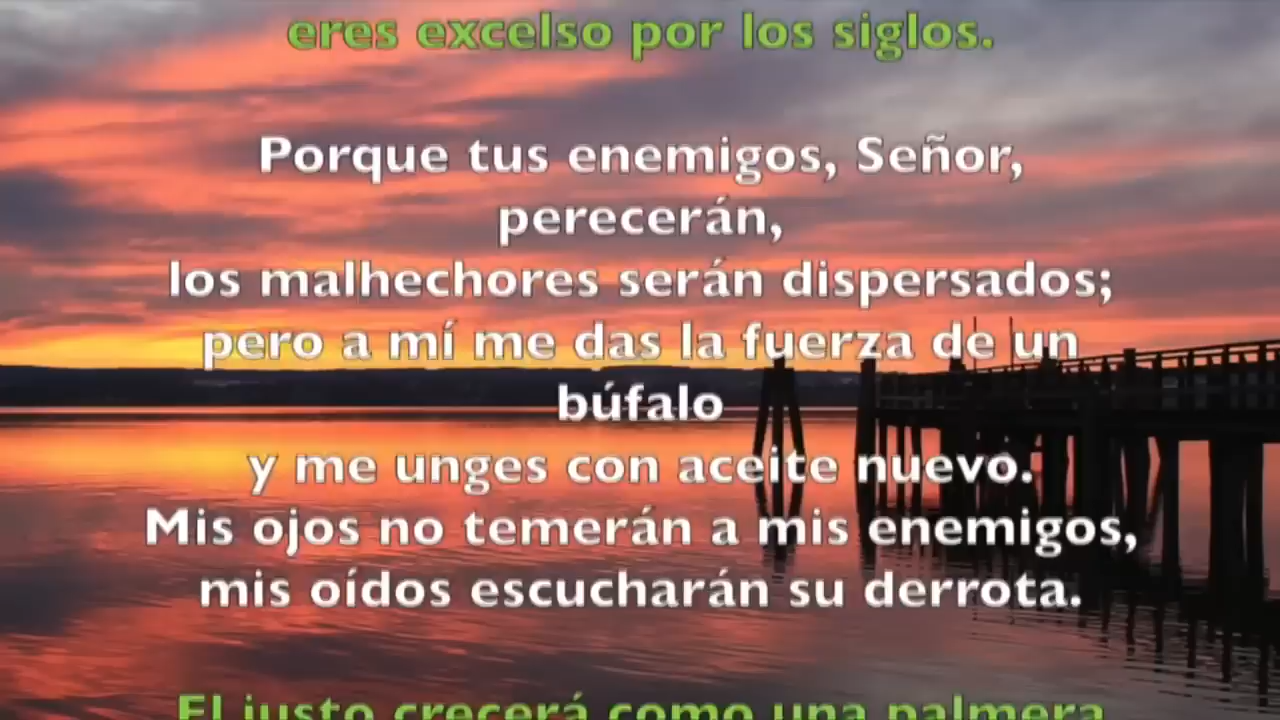 eres excelso por los siglos.
Porque tus enemigos, Señor,
perecerán,
los malhechores serán dispersados;
pero a mí me das la fuerza de un
búfalo
y me unges con aceite nuevo.
Mis ojos no temerán a mis enemigos,
mis oídos escucharán su derrota.
El justo crecerá como una palmera